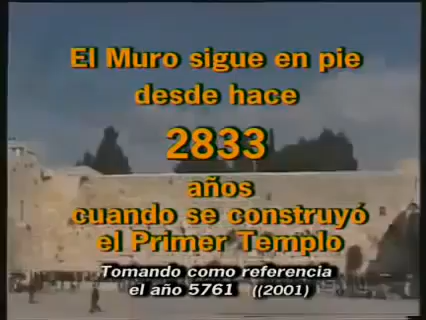 El Muro sigue en pie
desde hace
2833
años
cuando se construyó
el Primer Templo
Tomando como referencia
el año 5761 ((2001)